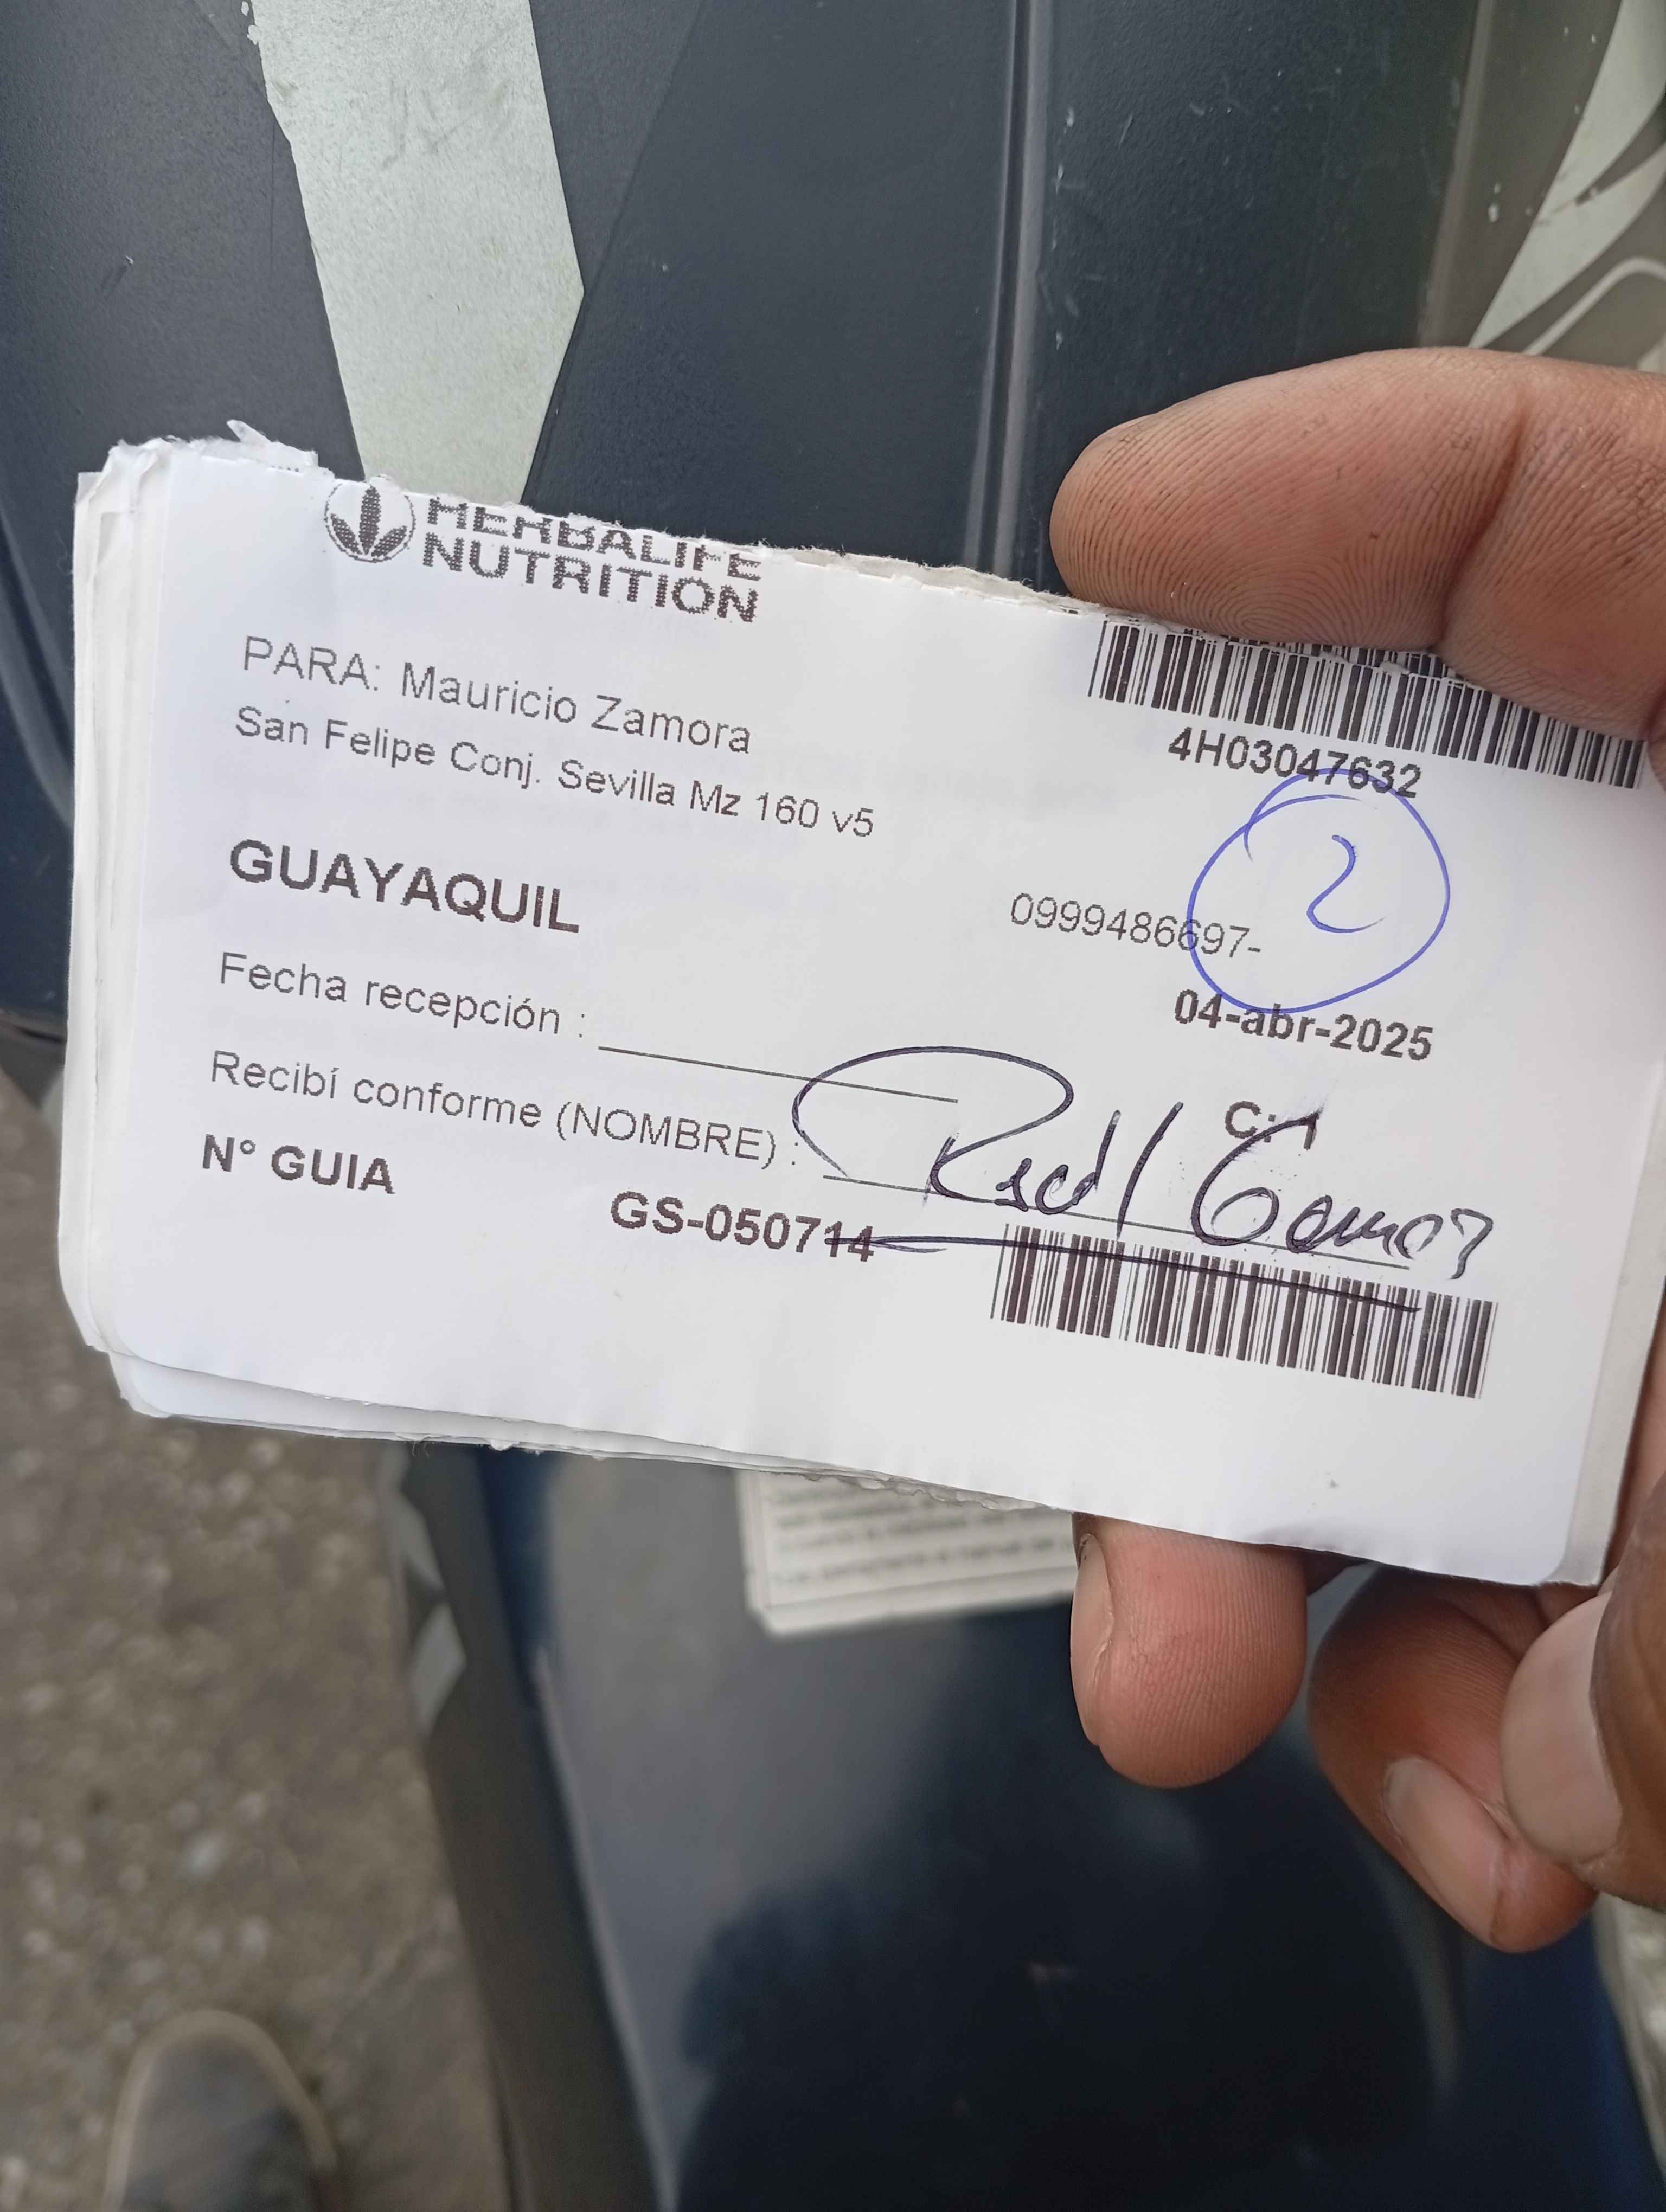 HERBALIFE
NUTRITION
PARA: Mauricio Zamora
San Felipe Conj. Sevilla Mz 160 v5
4H03047632
2
GUAYAQUIL
0999486697-
04-abr-2025
Fecha recepción :
C: 1
Recibí conforme (NOMBRE) :
N° GUIA
GS-050714